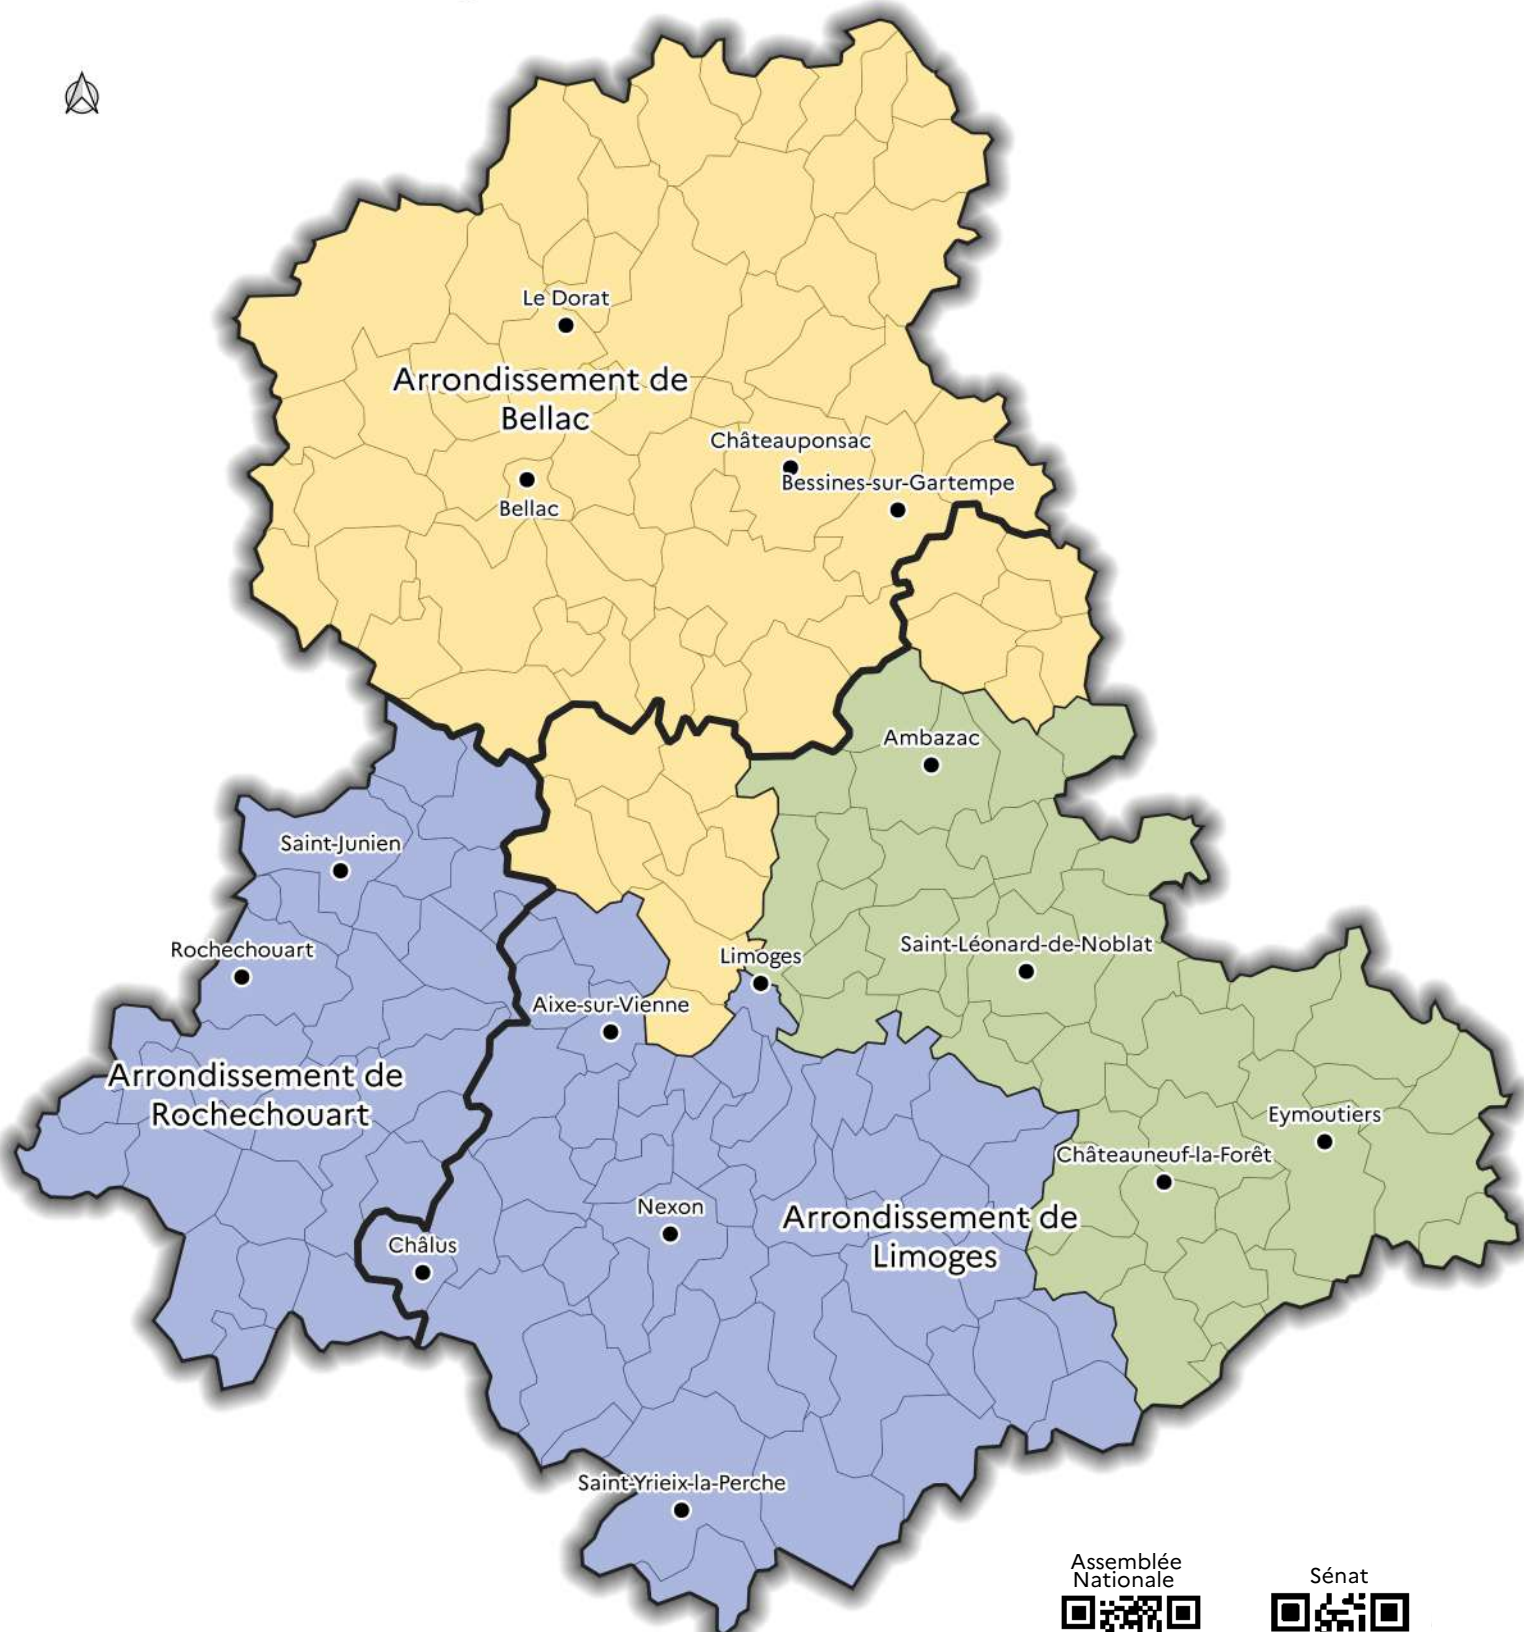 Le Dorat
Arrondissement de
Bellac
Châteauponsac
Bessines-sur-Gartempe
Bellac
Ambazac
Saint-Junien
Rochechouart
Limoges
Saint-Léonard-de-Noblat
Aixe-sur-Vienne
Arrondissement de
Rochechouart
Eymoutiers
Châteauneuf-la-Forêt
Nexon
Arrondissement de
Limoges
Châlus
Saint-Yrieix-la-Perche
Assemblée
Nationale
Sénat